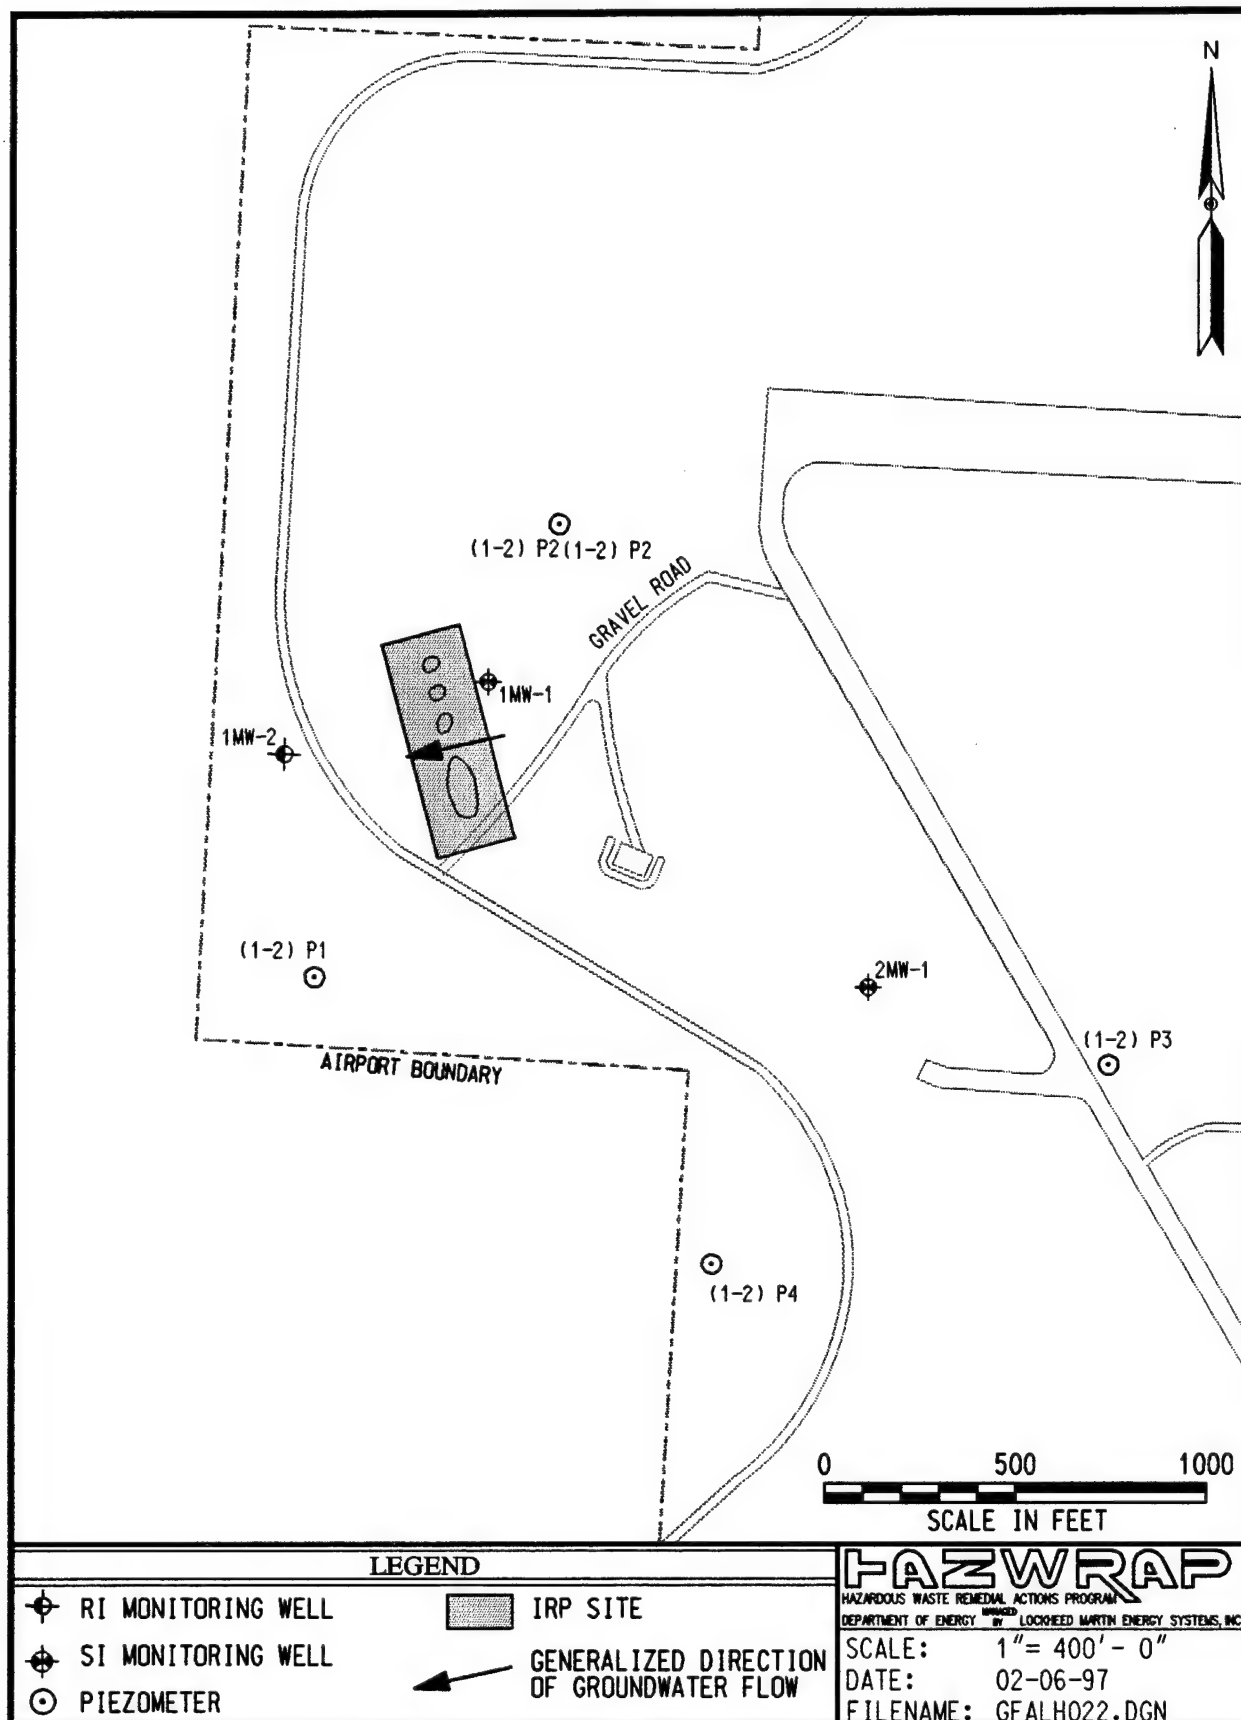 N
(1-2) P2(1-2) P2
GRAVEL ROAD
1MW-1
1MW-2
(1-2) P1
2MW-1
(1-2) P3
AIRPORT BOUNDARY
(1-2) P4
0 500 1000
SCALE IN FEET
LEGEND
RI MONITORING WELL
SI MONITORING WELL
PIEZOMETER
IRP SITE
GENERALIZED DIRECTION
OF GROUNDWATER FLOW
HAZWRAP
HAZARDOUS WASTE REMEDIAL ACTIONS PROGRAM
DEPARTMENT OF ENERGY MANAGED BY LOCKHEED MARTIN ENERGY SYSTEMS, INC
SCALE: 1"= 400'- 0"
DATE: 02-06-97
FILENAME: GFALH022.DGN